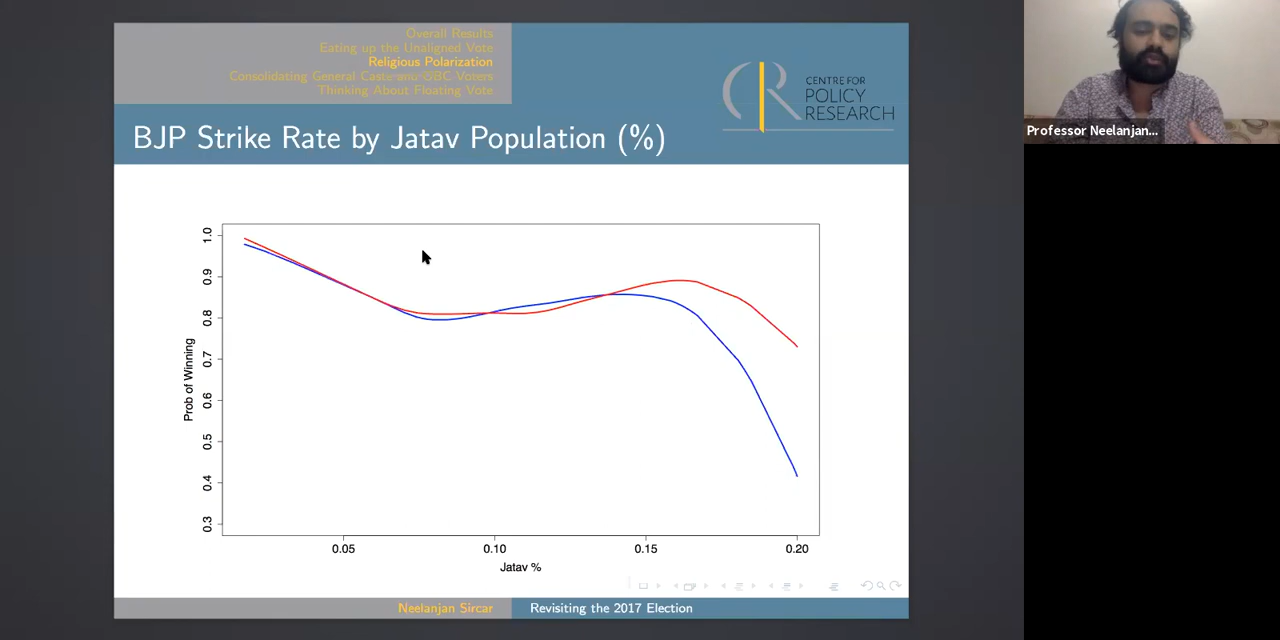 Overall Results
Eating up the Unaligned Vote
Religious Polarization
Consolidating General Caste and OBC Voters
Thinking About Floating Vote
CENTRE FOR
POLICY
RESEARCH
BJP Strike Rate by Jatav Population (%)
Professor Neelanjan...
Prob of Winning
1.0
0.9
0.8
0.7
0.6
0.5
0.4
0.3
0.05
0.10
0.15
0.20
Jatav %
Neelanjan Sircar
Revisiting the 2017 Election